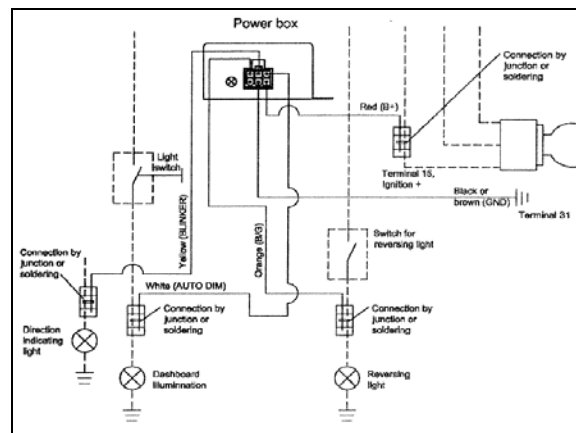 Power box
Connection by
junction or
soldering
Red (B+)
Light
switch
Terminal 15,
Ignition +
Black or
brown (GND)
Terminal 31
Switch for
reversing light
Yellow (BLINKER)
Orange (B/G)
Connection by
junction or
soldering
White (AUTO DIM)
Connection by
junction or
soldering
Connection by
junction or
soldering
Direction
indicating
light
Dashboard
Illumination
Reversing
light